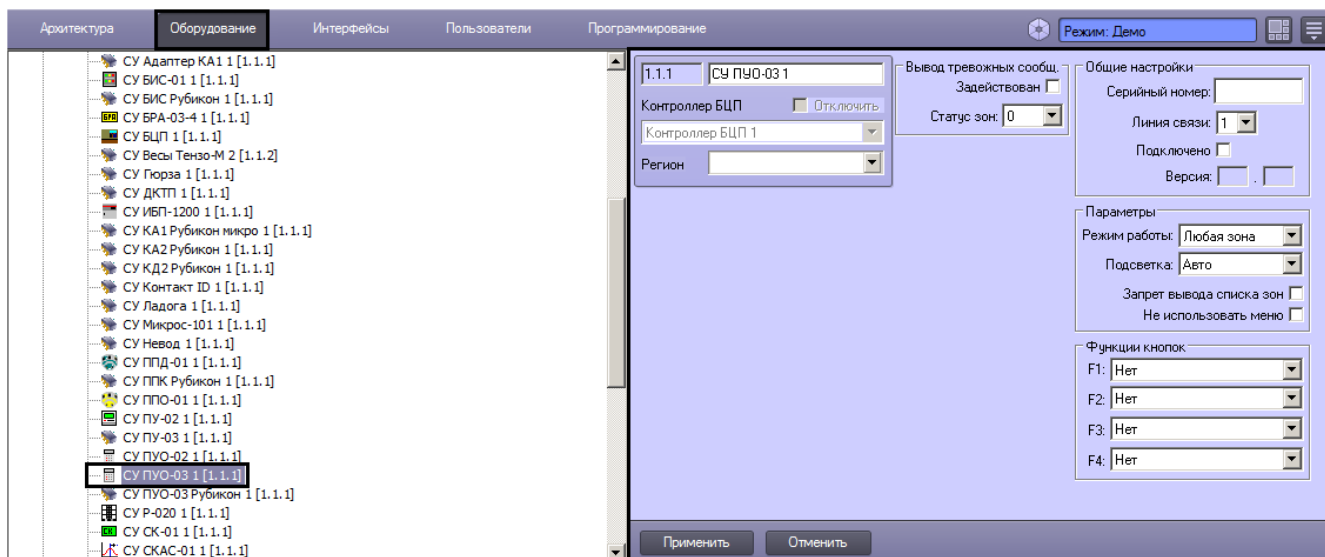 Архитектура Оборудование Интерфейсы Пользователи Программирование Режим: Демо
СУ Адаптер КА1 1 [1.1.1]
СУ БИС-01 1 [1.1.1]
СУ БИС Рубикон 1 [1.1.1]
СУ БРА-03-4 1 [1.1.1]
СУ БЦП 1 [1.1.1]
СУ Весы Тензо-М 2 [1.1.2]
СУ Гюрза 1 [1.1.1]
СУ ДКТП 1 [1.1.1]
СУ ИБП-1200 1 [1.1.1]
СУ КА1 Рубикон микро 1 [1.1.1]
СУ КА2 Рубикон 1 [1.1.1]
СУ КД2 Рубикон 1 [1.1.1]
СУ Контакт ID 1 [1.1.1]
СУ Ладога 1 [1.1.1]
СУ Микрос-101 1 [1.1.1]
СУ Невод 1 [1.1.1]
СУ ППД-01 1 [1.1.1]
СУ ППК Рубикон 1 [1.1.1]
СУ ППО-01 1 [1.1.1]
СУ ПУ-02 1 [1.1.1]
СУ ПУ-03 1 [1.1.1]
СУ ПУО-02 1 [1.1.1]
СУ ПУО-03 1 [1.1.1]
СУ ПУО-03 Рубикон 1 [1.1.1]
СУ Р-020 1 [1.1.1]
СУ СК-01 1 [1.1.1]
СУ СКАС-01 1 [1.1.1]
1.1.1 СУ ПУО-03 1
Контроллер БЦП Отключить
Контроллер БЦП 1
Регион
Вывод тревожных сообщ.
Задействован
Статус зон: 0
Общие настройки
Серийный номер:
Линия связи: 1
Подключено
Версия: .
Параметры
Режим работы: Любая зона
Подсветка: Авто
Запрет вывода списка зон
Не использовать меню
Функции кнопок
F1: Нет
F2: Нет
F3: Нет
F4: Нет
Применить Отменить